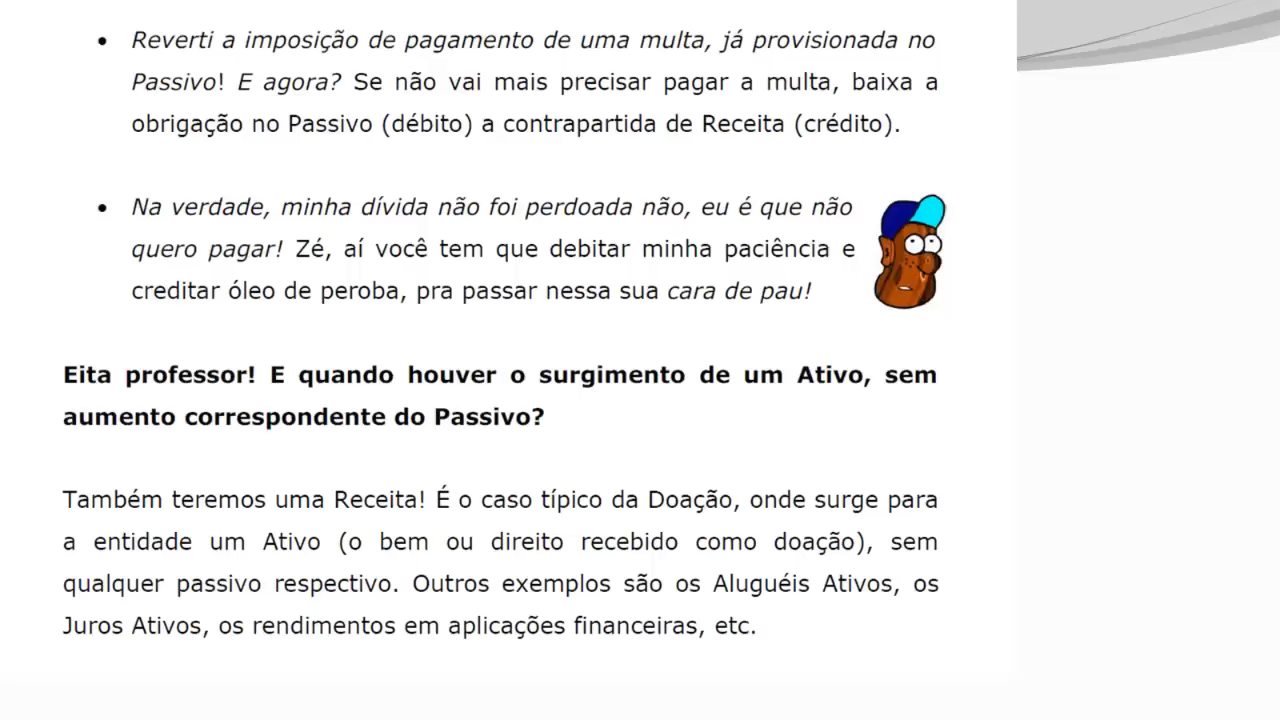 • Reverti a imposição de pagamento de uma multa, já provisionada no
Passivo! E agora? Se não vai mais precisar pagar a multa, baixa a
obrigação no Passivo (débito) a contrapartida de Receita (crédito).
• Na verdade, minha dívida não foi perdoada não, eu é que não
quero pagar! Zé, aí você tem que debitar minha paciência e
creditar óleo de peroba, pra passar nessa sua cara de pau!
Eita professor! E quando houver o surgimento de um Ativo, sem
aumento correspondente do Passivo?
Também teremos uma Receita! É o caso típico da Doação, onde surge para
a entidade um Ativo (o bem ou direito recebido como doação), sem
qualquer passivo respectivo. Outros exemplos são os Aluguéis Ativos, os
Juros Ativos, os rendimentos em aplicações financeiras, etc.